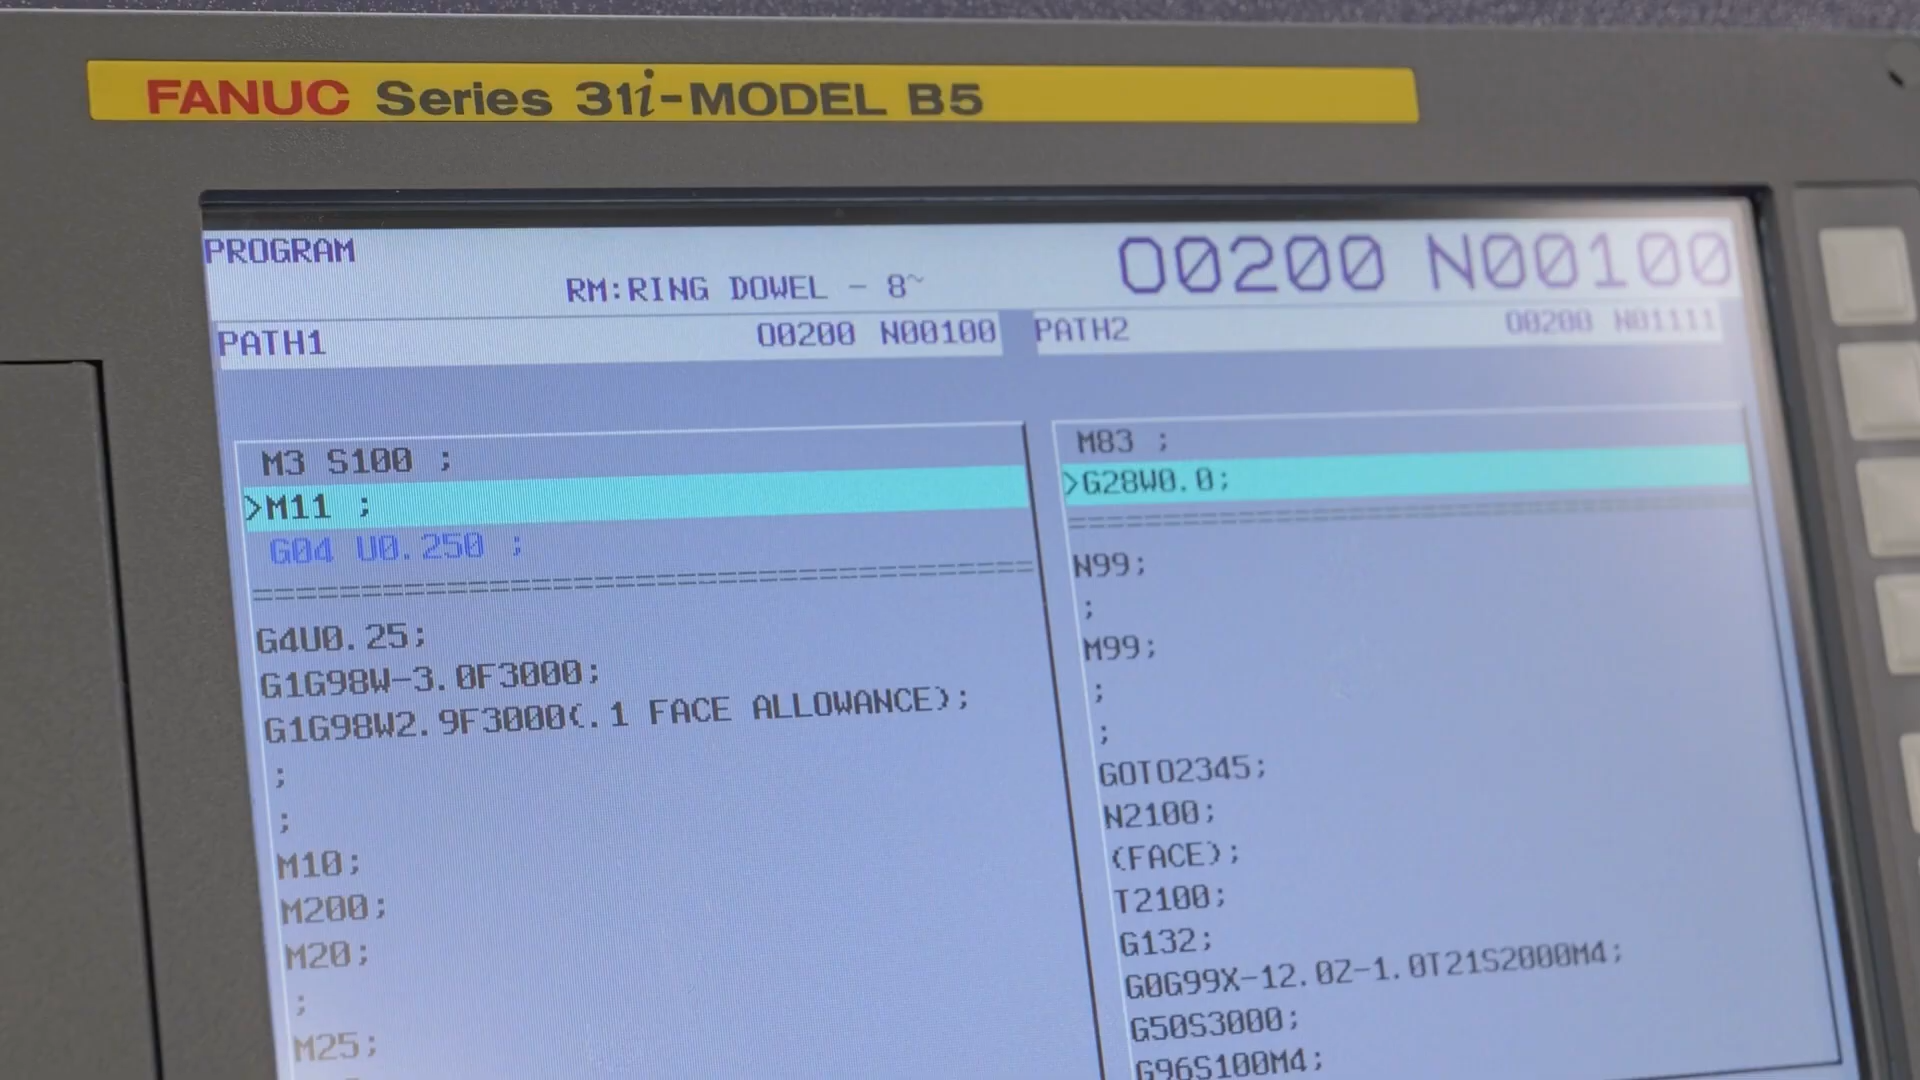 FANUC Series 31i-MODEL B5
PROGRAM
O0200 N00100
RM:RING DOWEL - 8~
PATH1 O0200 N00100
M3 S100 ;
>M11 ;
G04 U0.250 ;
================================================
G4U0.25;
G1G98W-3.0F3000;
G1G98W2.9F3000(.1 FACE ALLOWANCE);
;
;
M10;
M200;
M20;
;
M25;
PATH2 O0200 N01111
M83 ;
>G28W0.0;
================================================
N99;
;
M99;
;
;
GOTO2345;
N2100;
(FACE);
T2100;
G132;
G0G99X-12.0Z-1.0T21S2000M4;
G50S3000;
G96S100M4;